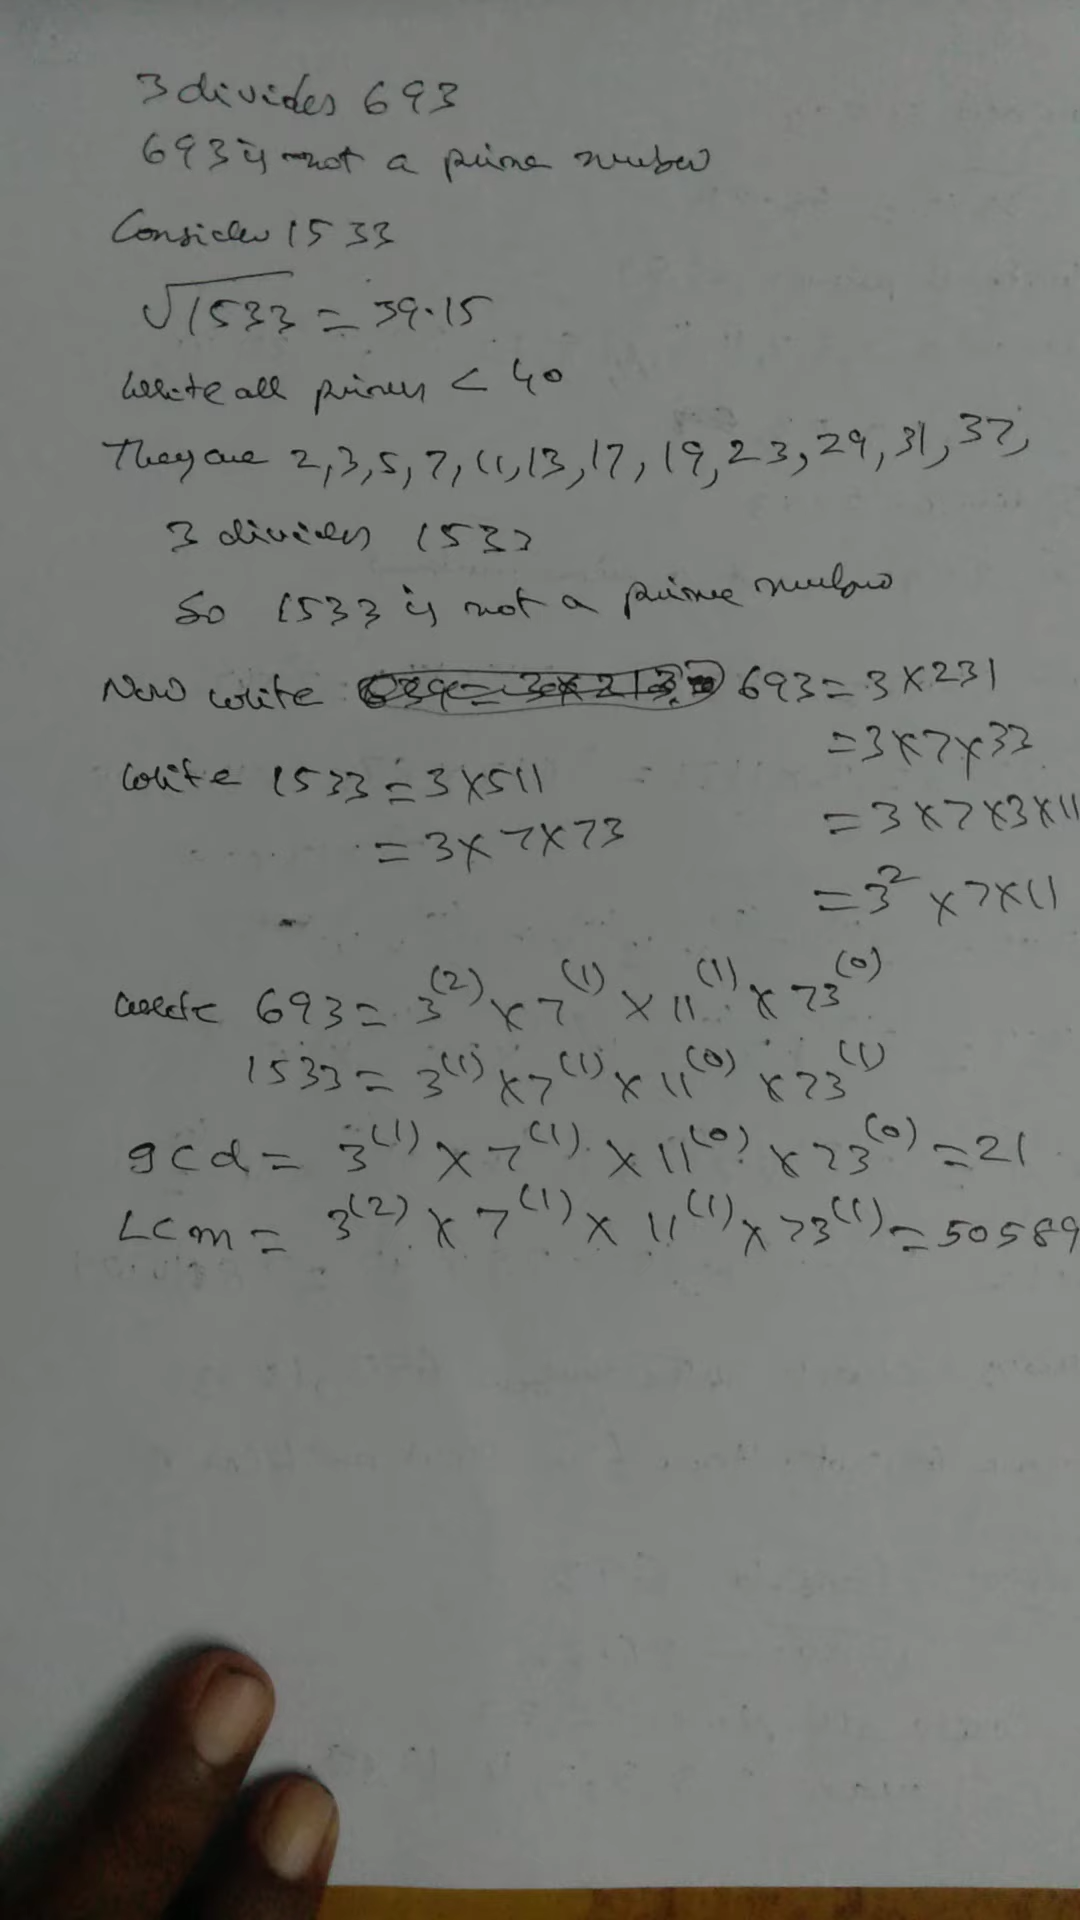 3 divides 693
693 is not a prime number
Consider 1533
√1533 = 39.15
write all primes < 40
They are 2,3,5,7,11,13,17,19,23,29,31,37,
3 divides 1533
So 1533 is not a prime number
Now write 693 = 3 x 231
= 3 x 7 x 33
write 1533 = 3 x 511
= 3 x 7 x 3 x 11
= 3 x 7 x 73
= 3² x 7 x 11
write 693 = 3^(2) x 7^(1) x 11^(1) x 73^(0)
1533 = 3^(1) x 7^(1) x 11^(0) x 73^(1)
gcd = 3^(1) x 7^(1) x 11^(0) x 73^(0) = 21
Lcm = 3^(2) x 7^(1) x 11^(1) x 73^(1) = 50589